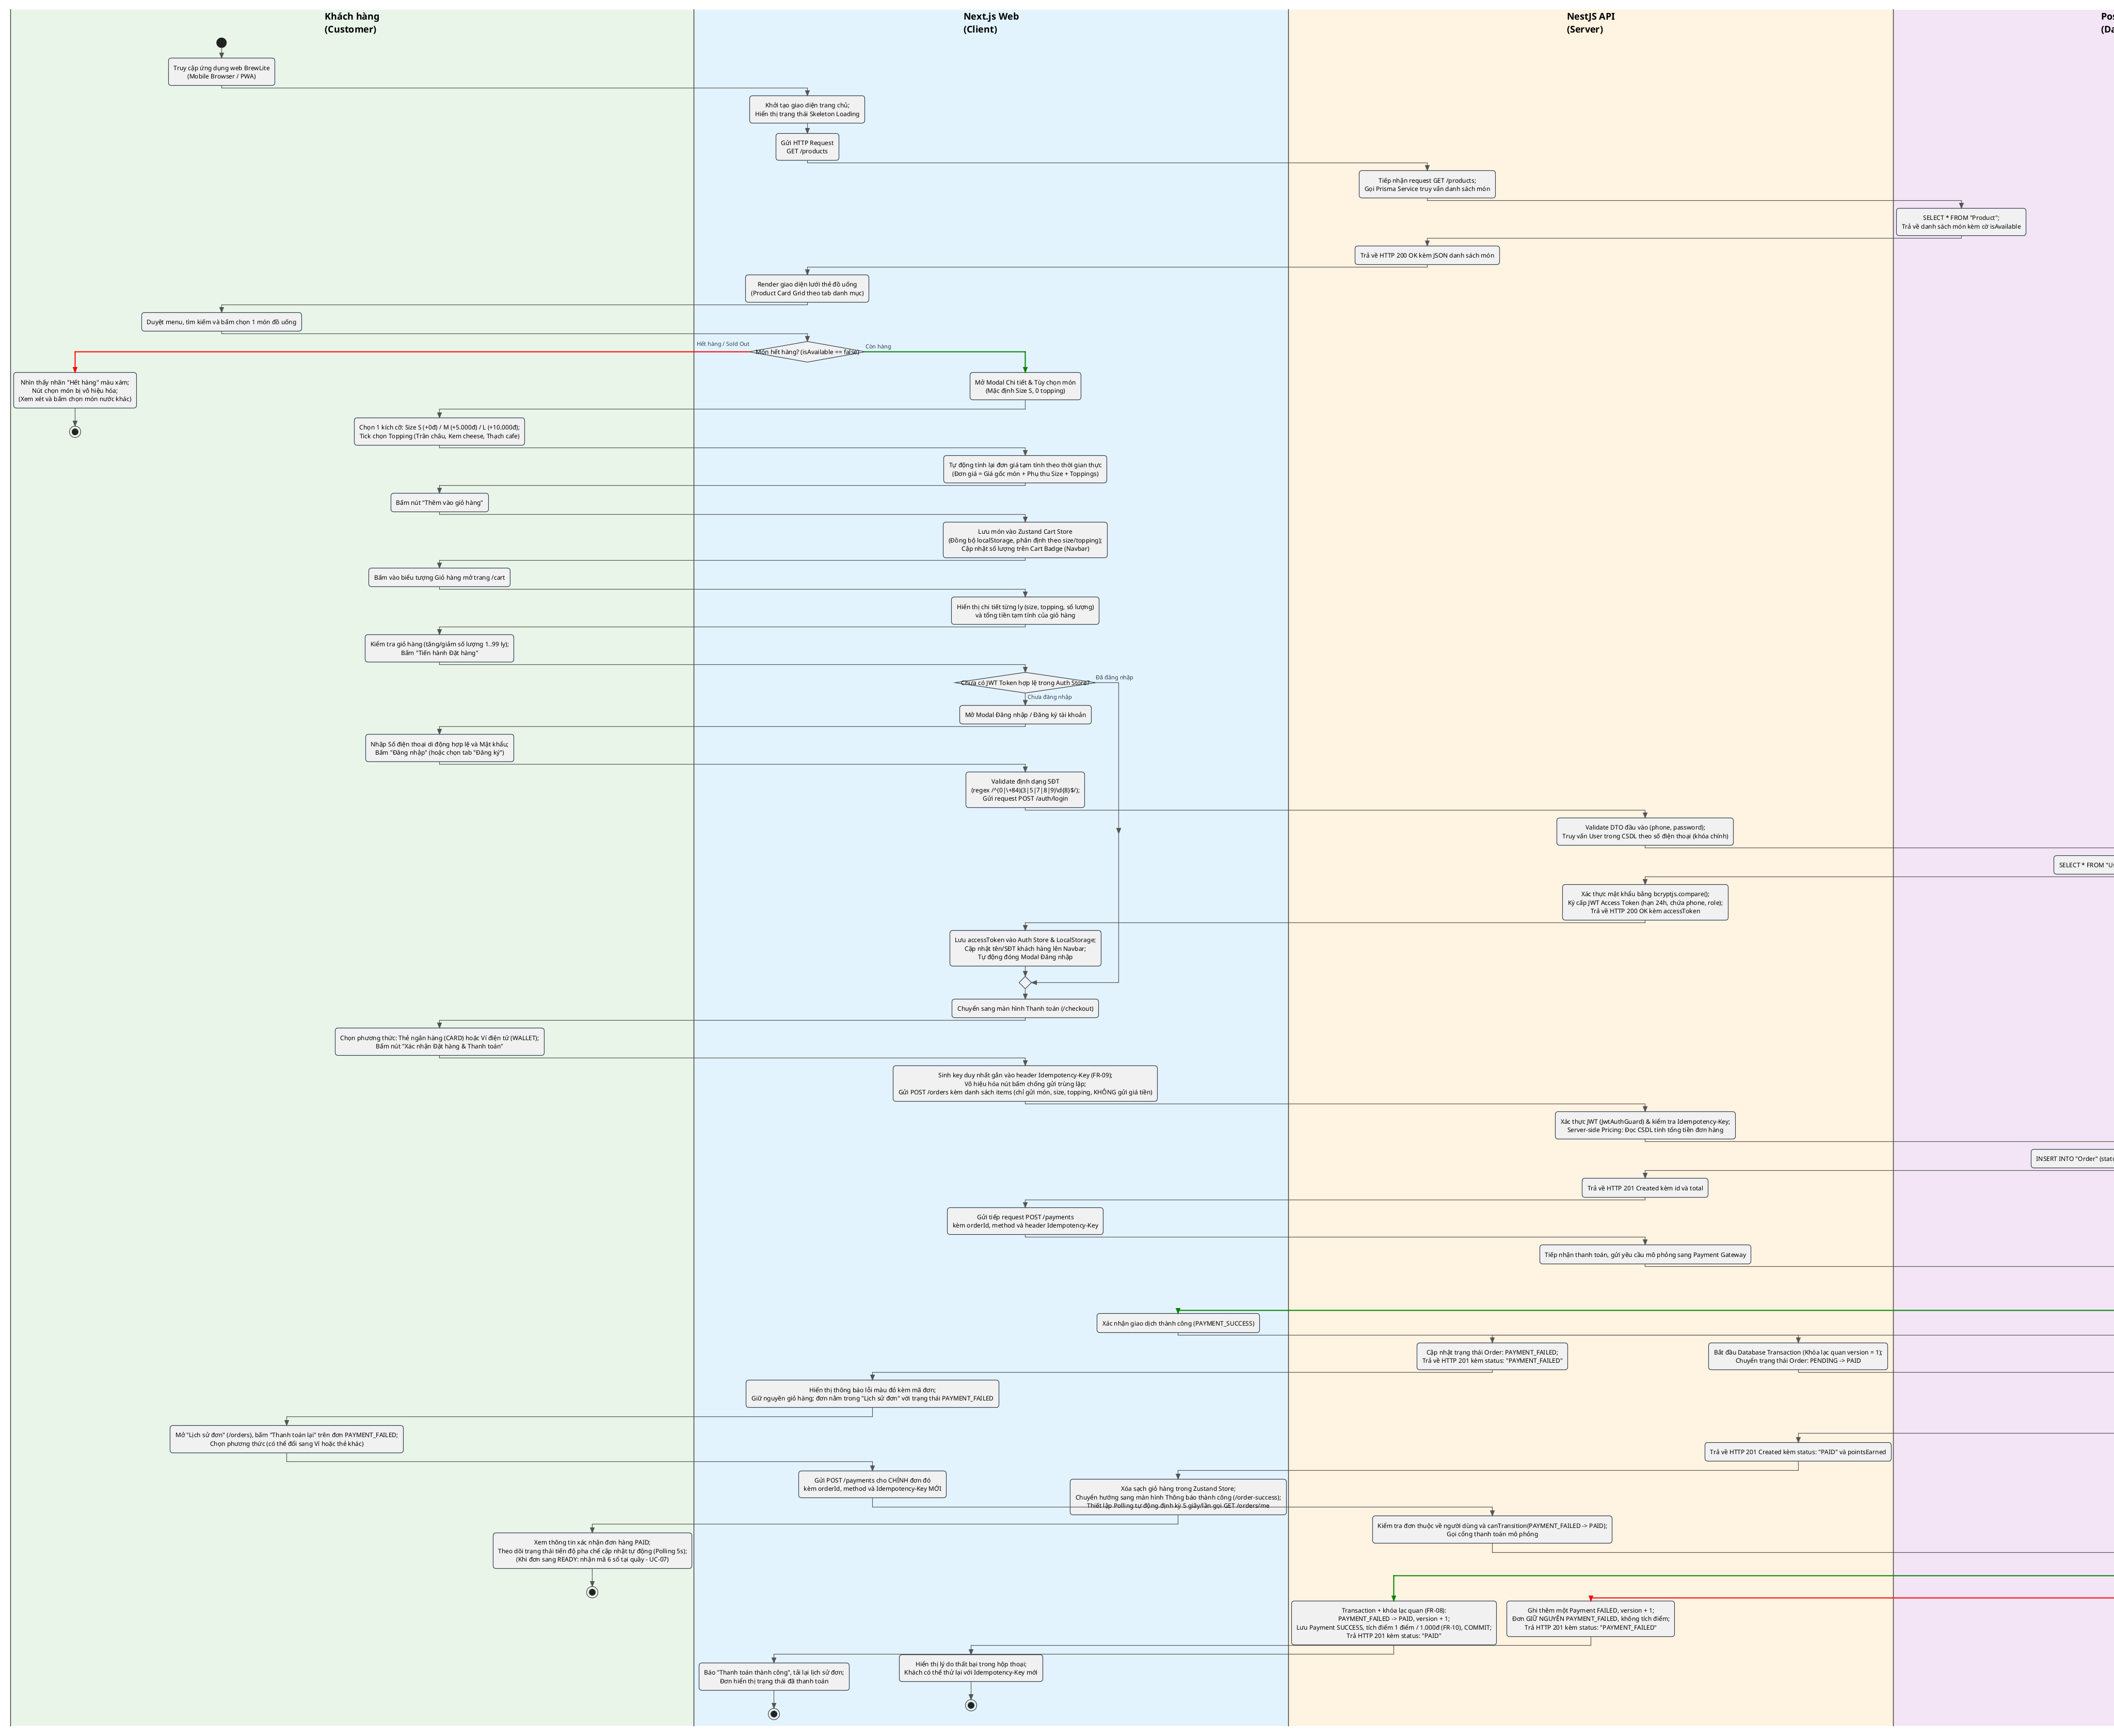 Khách hàng
(Customer)
Next.js Web
(Client)
NestJS API
(Server)
Truy cập ứng dụng web BrewLite
(Mobile Browser / PWA)
Khởi tạo giao diện trang chủ;
Hiển thị trạng thái Skeleton Loading
Gửi HTTP Request
GET /products
Tiếp nhận request GET /products;
Gọi Prisma Service truy vấn danh sách món
SELECT * FROM "Product";
Trả về danh sách món kèm cờ isAvailable
Trả về HTTP 200 OK kèm JSON danh sách món
Render giao diện lưới thẻ đồ uống
(Product Card Grid theo tab danh mục)
Duyệt menu, tìm kiếm và bấm chọn 1 món đồ uống
Hết hàng / Sold Out
Món hết hàng? (isAvailable == false)
Còn hàng
Nhìn thấy nhãn "Hết hàng" màu xám;
Nút chọn món bị vô hiệu hóa;
(Xem xét và bấm chọn món nước khác)
Mở Modal Chi tiết & Tùy chọn món
(Mặc định Size S, 0 topping)
Chọn 1 kích cỡ: Size S (+0đ) / M (+5.000đ) / L (+10.000đ);
Tick chọn Topping (Trân châu, Kem cheese, Thạch cafe)
Tự động tính lại đơn giá tạm tính theo thời gian thực
(Đơn giá = Giá gốc món + Phụ thu Size + Toppings)
Bấm nút "Thêm vào giỏ hàng"
Lưu món vào Zustand Cart Store
(Đồng bộ localStorage, phân định theo size/topping);
Cập nhật số lượng trên Cart Badge (Navbar)
Bấm vào biểu tượng Giỏ hàng mở trang /cart
Hiển thị chi tiết từng ly (size, topping, số lượng)
và tổng tiền tạm tính của giỏ hàng
Kiểm tra giỏ hàng (tăng/giảm số lượng 1..99 ly);
Bấm "Tiến hành Đặt hàng"
Chưa có JWT Token hợp lệ trong Auth Store?
Đã đăng nhập
Chưa đăng nhập
Mở Modal Đăng nhập / Đăng ký tài khoản
Nhập Số điện thoại di động hợp lệ và Mật khẩu;
Bấm "Đăng nhập" (hoặc chọn tab "Đăng ký")
Validate định dạng SĐT
(regex /^(0|\+84)(3|5|7|8|9)\d{8}$/);
Gửi request POST /auth/login
Validate DTO đầu vào (phone, password);
Truy vấn User trong CSDL theo số điện thoại (khóa chính)
SELECT * FROM
Xác thực mật khẩu bằng bcryptjs.compare();
Ký cấp JWT Access Token (hạn 24h, chứa phone, role);
Trả về HTTP 200 OK kèm accessToken
Lưu accessToken vào Auth Store & LocalStorage;
Cập nhật tên/SĐT khách hàng lên Navbar;
Tự động đóng Modal Đăng nhập
Chuyển sang màn hình Thanh toán (/checkout)
Chọn phương thức: Thẻ ngân hàng (CARD) hoặc Ví điện tử (WALLET);
Bấm nút "Xác nhận Đặt hàng & Thanh toán"
Sinh key duy nhất gắn vào header Idempotency-Key (FR-09);
Vô hiệu hóa nút bấm chống gửi trùng lặp;
Gửi POST /orders kèm danh sách items (chỉ gửi món, size, topping, KHÔNG gửi giá tiền)
Xác thực JWT (JwtAuthGuard) & kiểm tra Idempotency-Key;
Server-side Pricing: Đọc CSDL tính tổng tiền đơn hàng
INSERT INTO "Order"
Trả về HTTP 201 Created kèm id và total
Gửi tiếp request POST /payments
kèm orderId, method và header Idempotency-Key
Tiếp nhận thanh toán, gửi yêu cầu mô phỏng sang Payment Gateway
Xác nhận giao dịch thành công (PAYMENT_SUCCESS)
Cập nhật trạng thái Order: PAYMENT_FAILED;
Trả về HTTP 201 kèm status: "PAYMENT_FAILED"
Bắt đầu Database Transaction (Khóa lạc quan version = 1);
Chuyển trạng thái Order: PENDING -> PAID
Hiển thị thông báo lỗi màu đỏ kèm mã đơn;
Giữ nguyên giỏ hàng; đơn nằm trong "Lịch sử đơn" với trạng thái PAYMENT_FAILED
Mở "Lịch sử đơn" (/orders), bấm "Thanh toán lại" trên đơn PAYMENT_FAILED;
Chọn phương thức (có thể đổi sang Ví hoặc thẻ khác)
Trả về HTTP 201 Created kèm status: "PAID" và pointsEarned
Gửi POST /payments cho CHÍNH đơn đó
kèm orderId, method và Idempotency-Key MỚI
Xóa sạch giỏ hàng trong Zustand Store;
Chuyển hướng sang màn hình Thông báo thành công (/order-success);
Thiết lập Polling tự động định kỳ 5 giây/lần gọi GET /orders/me
Kiểm tra đơn thuộc về người dùng và canTransition(PAYMENT_FAILED -> PAID);
Gọi cổng thanh toán mô phỏng
Xem thông tin xác nhận đơn hàng PAID;
Theo dõi trạng thái tiến độ pha chế cập nhật tự động (Polling 5s);
(Khi đơn sang READY: nhận mã 6 số tại quầy - UC-07)
Transaction + khóa lạc quan (FR-08):
PAYMENT_FAILED -> PAID, version + 1;
Lưu Payment SUCCESS, tích điểm 1 điểm / 1.000đ (FR-10), COMMIT;
Trả HTTP 201 kèm status: "PAID"
Ghi thêm một Payment FAILED, version + 1;
Đơn GIỮ NGUYÊN PAYMENT_FAILED, không tích điểm;
Trả HTTP 201 kèm status: "PAYMENT_FAILED"
Báo "Thanh toán thành công", tải lại lịch sử đơn;
Đơn hiển thị trạng thái đã thanh toán
Hiển thị lý do thất bại trong hộp thoại;
Khách có thể thử lại với Idempotency-Key mới